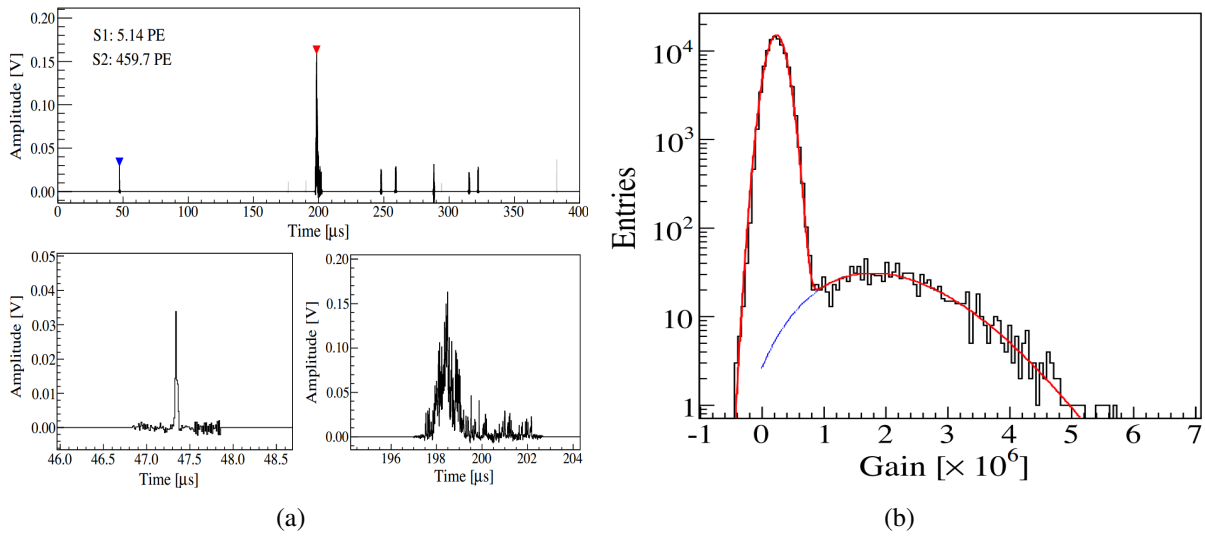 S1: 5.14 PE
S2: 459.7 PE
Amplitude [V]
0.20
0.15
0.10
0.05
0.00
0 50 100 150 200 250 300 350 400
Time [µs]
Amplitude [V]
0.05
0.04
0.03
0.02
0.01
0.00
46.0 46.5 47.0 47.5 48.0 48.5
Time [µs]
Amplitude [V]
0.20
0.15
0.10
0.05
0.00
196 198 200 202 204
Time [µs]
(a)
Entries
10⁴
10³
10²
10
1
-1 0 1 2 3 4 5 6 7
Gain [× 10⁶]
(b)